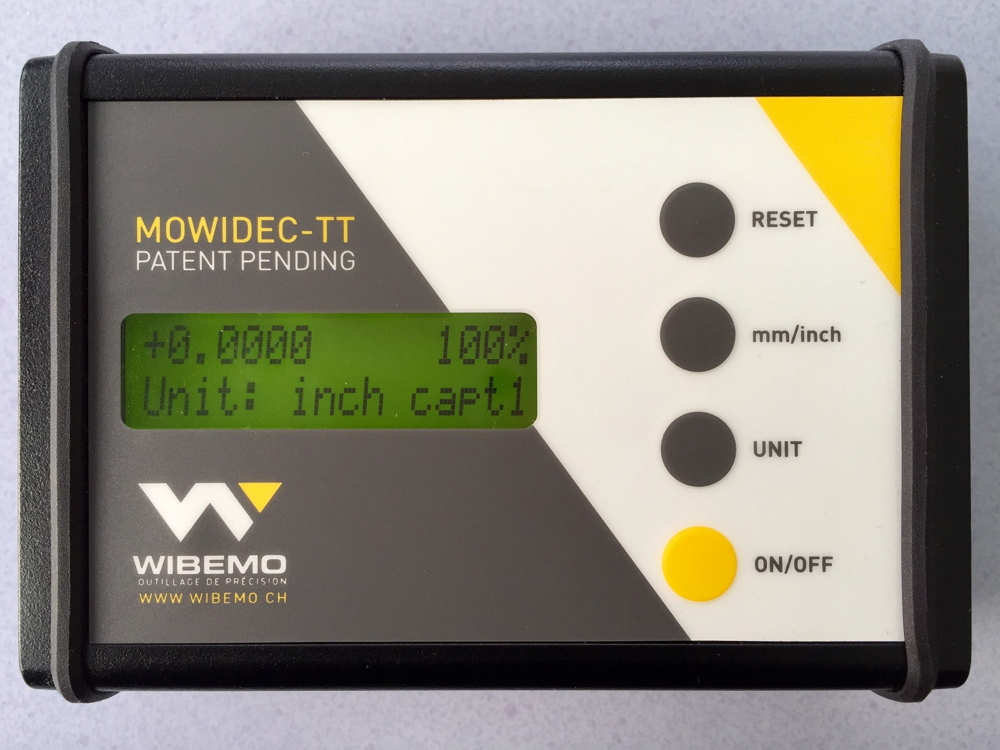 MOWIDEC-TT
PATENT PENDING
+0.0000 100%
Unit: inch capt1
WIBEMO
OUTILLAGE DE PRÉCISION
WWW WIBEMO CH
RESET
mm/inch
UNIT
ON/OFF